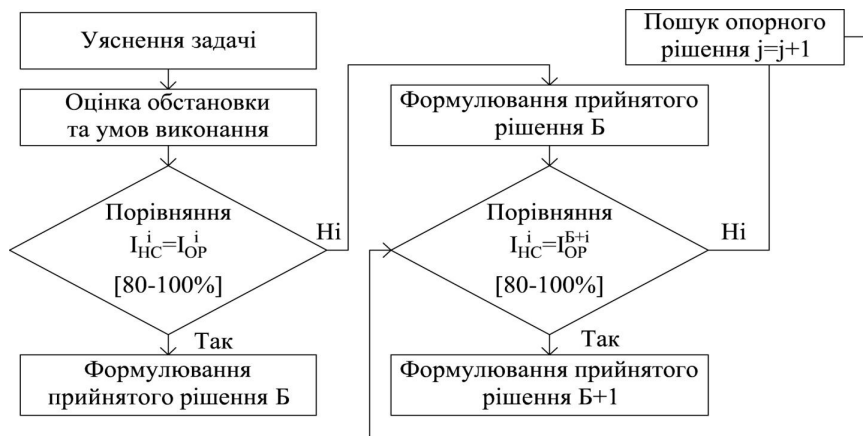 Уяснення задачі
Оцінка обстановки
та умов виконання
Порівняння
I_НС^i=I_ОР^i
[80-100%]
Ні
Так
Формулювання
прийнятого рішення Б
Формулювання прийнятого
рішення Б
Порівняння
I_НС^i=I_ОР^Б+i
[80-100%]
Ні
Так
Формулювання прийнятого
рішення Б+1
Пошук опорного
рішення j=j+1